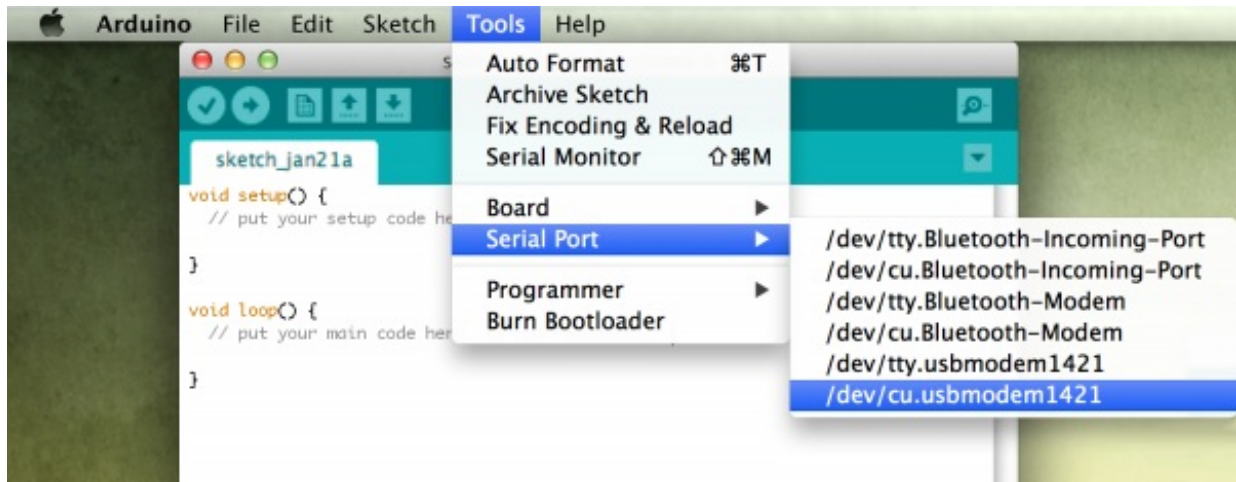 Arduino File Edit Sketch Tools Help
s
Auto Format ⌘T
Archive Sketch
Fix Encoding & Reload
Serial Monitor ⇧⌘M
Board
Serial Port
Programmer
Burn Bootloader
/dev/tty.Bluetooth-Incoming-Port
/dev/cu.Bluetooth-Incoming-Port
/dev/tty.Bluetooth-Modem
/dev/cu.Bluetooth-Modem
/dev/tty.usbmodem1421
/dev/cu.usbmodem1421
sketch_jan21a
void setup() {
// put your setup code he
}
void loop() {
// put your main code her
}